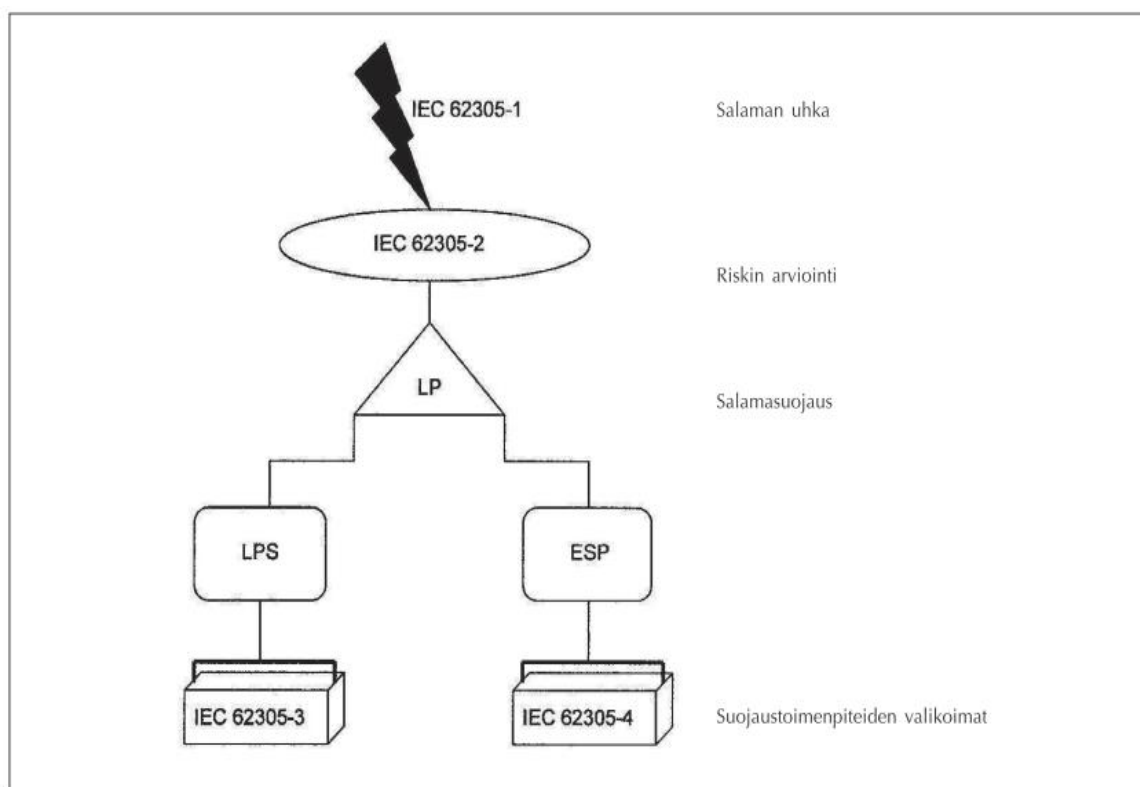 IEC 62305-1 Salaman uhka
IEC 62305-2
Riskin arviointi
LP
Salamasuojaus
LPS ESP
IEC 62305-3 IEC 62305-4 Suojaustoimenpiteiden valikoimat